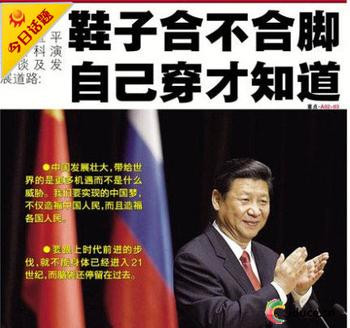 今日话题
平
科演
谈及发
展道路:
鞋子合不合脚
自己穿才知道
重点·A02-03
●中国发展壮大,带给世
界的是更多机遇而不是什么
威胁。我们要实现的中国梦,
不仅造福中国人民,而且造福
各国人民。
●要跟上时代前进的步
伐,就不能身体已经进入21
世纪,而脑袋还停留在过去。